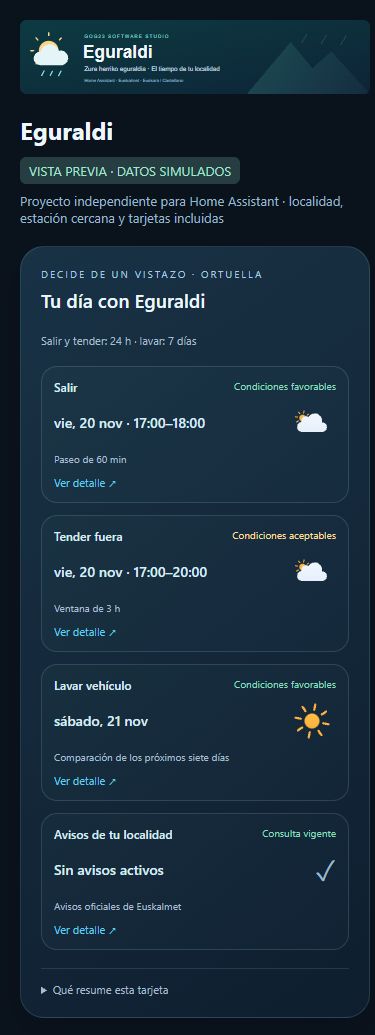 GOG23 SOFTWARE STUDIO
Eguraldi
Zure herriko eguraldia · El tiempo de tu localidad
Home Assistant · Euskalmet · Euskara / Castellano
Eguraldi
VISTA PREVIA · DATOS SIMULADOS
Proyecto independiente para Home Assistant · localidad,
estación cercana y tarjetas incluidas
DECIDE DE UN VISTAZO · ORTUELLA
Tu día con Eguraldi
Salir y tender: 24 h · lavar: 7 días
Salir
Condiciones favorables
vie, 20 nov · 17:00–18:00
Paseo de 60 min
Ver detalle ↗
Tender fuera
Condiciones aceptables
vie, 20 nov · 17:00–20:00
Ventana de 3 h
Ver detalle ↗
Lavar vehículo
Condiciones favorables
sábado, 21 nov
Comparación de los próximos siete días
Ver detalle ↗
Avisos de tu localidad
Consulta vigente
Sin avisos activos
Avisos oficiales de Euskalmet
Ver detalle ↗
▶ Qué resume esta tarjeta